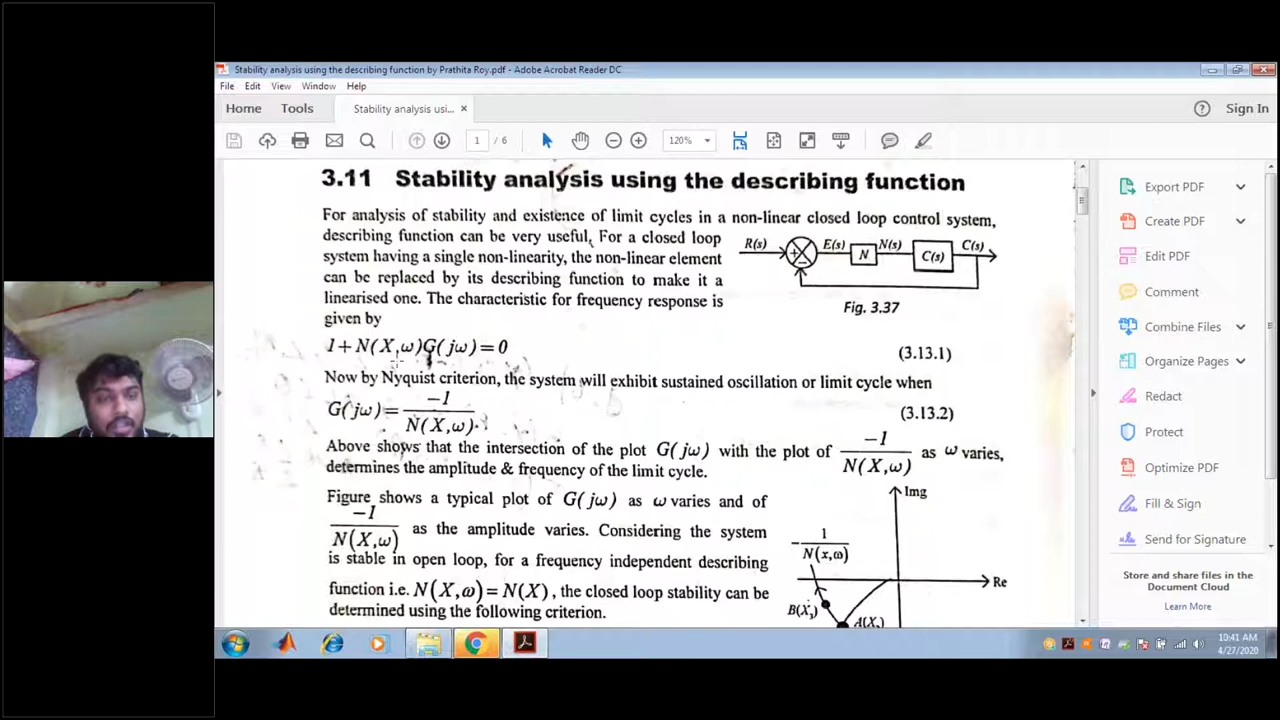 Stability analysis using the describing function by Prathita Roy.pdf - Adobe Acrobat Reader DC
File Edit View Window Help
Home Tools Stability analysis usi... × Sign In
1 / 6 120%
3.11 Stability analysis using the describing function
For analysis of stability and existence of limit cycles in a non-linear closed loop control system,
describing function can be very useful, For a closed loop
system having a single non-linearity, the non-linear element
can be replaced by its describing function to make it a
linearised one. The characteristic for frequency response is
given by
R(s) + − E(s) N N(s) C(s) C(s)
Fig. 3.37
1+N(X,ω)G(jω)=0 (3.13.1)
Now by Nyquist criterion, the system will exhibit sustained oscillation or limit cycle when
G(jω)= −1 / N(X,ω). (3.13.2)
Above shows that the intersection of the plot G(jω) with the plot of −1 / N(X,ω) as ω varies,
determines the amplitude & frequency of the limit cycle.
Figure shows a typical plot of G(jω) as ω varies and of
−1 / N(X,ω) as the amplitude varies. Considering the system
is stable in open loop, for a frequency independent describing
function i.e. N(X,ω)=N(X), the closed loop stability can be
determined using the following criterion.
Img
− 1 / N(x,ω)
Re
Export PDF
Create PDF
Edit PDF
Comment
Combine Files
Organize Pages
Redact
Protect
Optimize PDF
Fill & Sign
Send for Signature
Store and share files in the
Document Cloud
Learn More
10:41 AM
4/27/2020